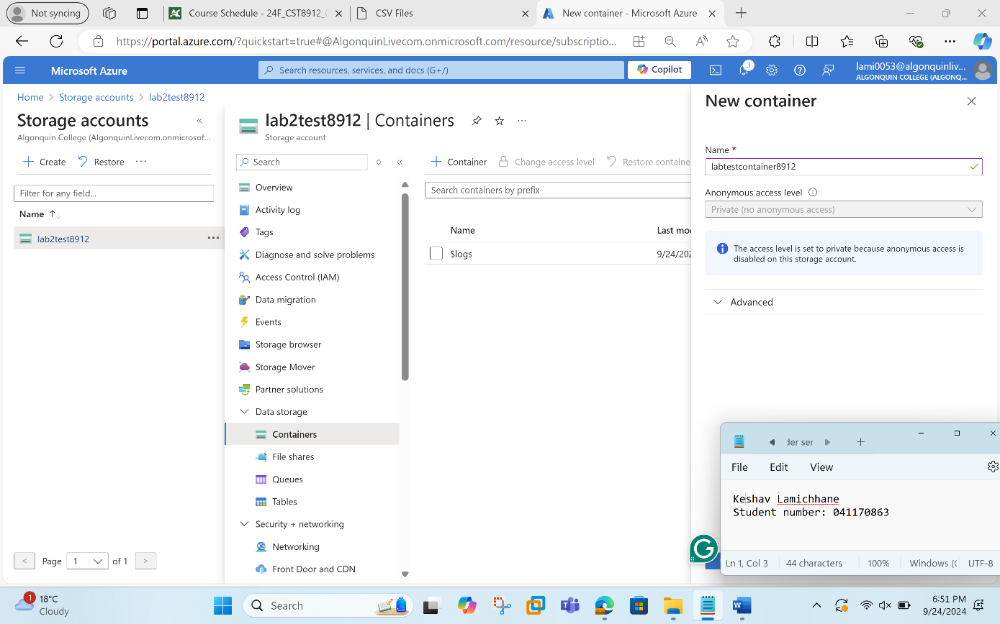 Not syncing
Course Schedule - 24F_CST8912_
CSV Files
New container - Microsoft Azure
https://portal.azure.com/?quickstart=true#@AlgonquinLivecom.onmicrosoft.com/resource/subscriptio...
Microsoft Azure
Search resources, services, and docs (G+/)
Copilot
3
lami0053@algonquinliv...
ALGONQUIN COLLEGE (ALGONQ...
Home > Storage accounts > lab2test8912
Storage accounts
Algonquin College (AlgonquinLivecom.onmicrosof...
Create
Restore
Filter for any field...
Name
lab2test8912
< Page 1 of 1 >
lab2test8912 | Containers
Storage account
Search
Overview
Activity log
Tags
Diagnose and solve problems
Access Control (IAM)
Data migration
Events
Storage browser
Storage Mover
Partner solutions
Data storage
Containers
File shares
Queues
Tables
Security + networking
Networking
Front Door and CDN
Container
Change access level
Restore containe
Search containers by prefix
Name
Last mo
$logs
9/24/202
New container
Name *
labtestcontainer8912
Anonymous access level
Private (no anonymous access)
The access level is set to private because anonymous access is
disabled on this storage account.
Advanced
der ser
File Edit View
Keshav Lamichhane
Student number: 041170863
Ln 1, Col 3
44 characters
100%
Windows (
UTF-8
1
18°C
Cloudy
Search
6:51 PM
9/24/2024